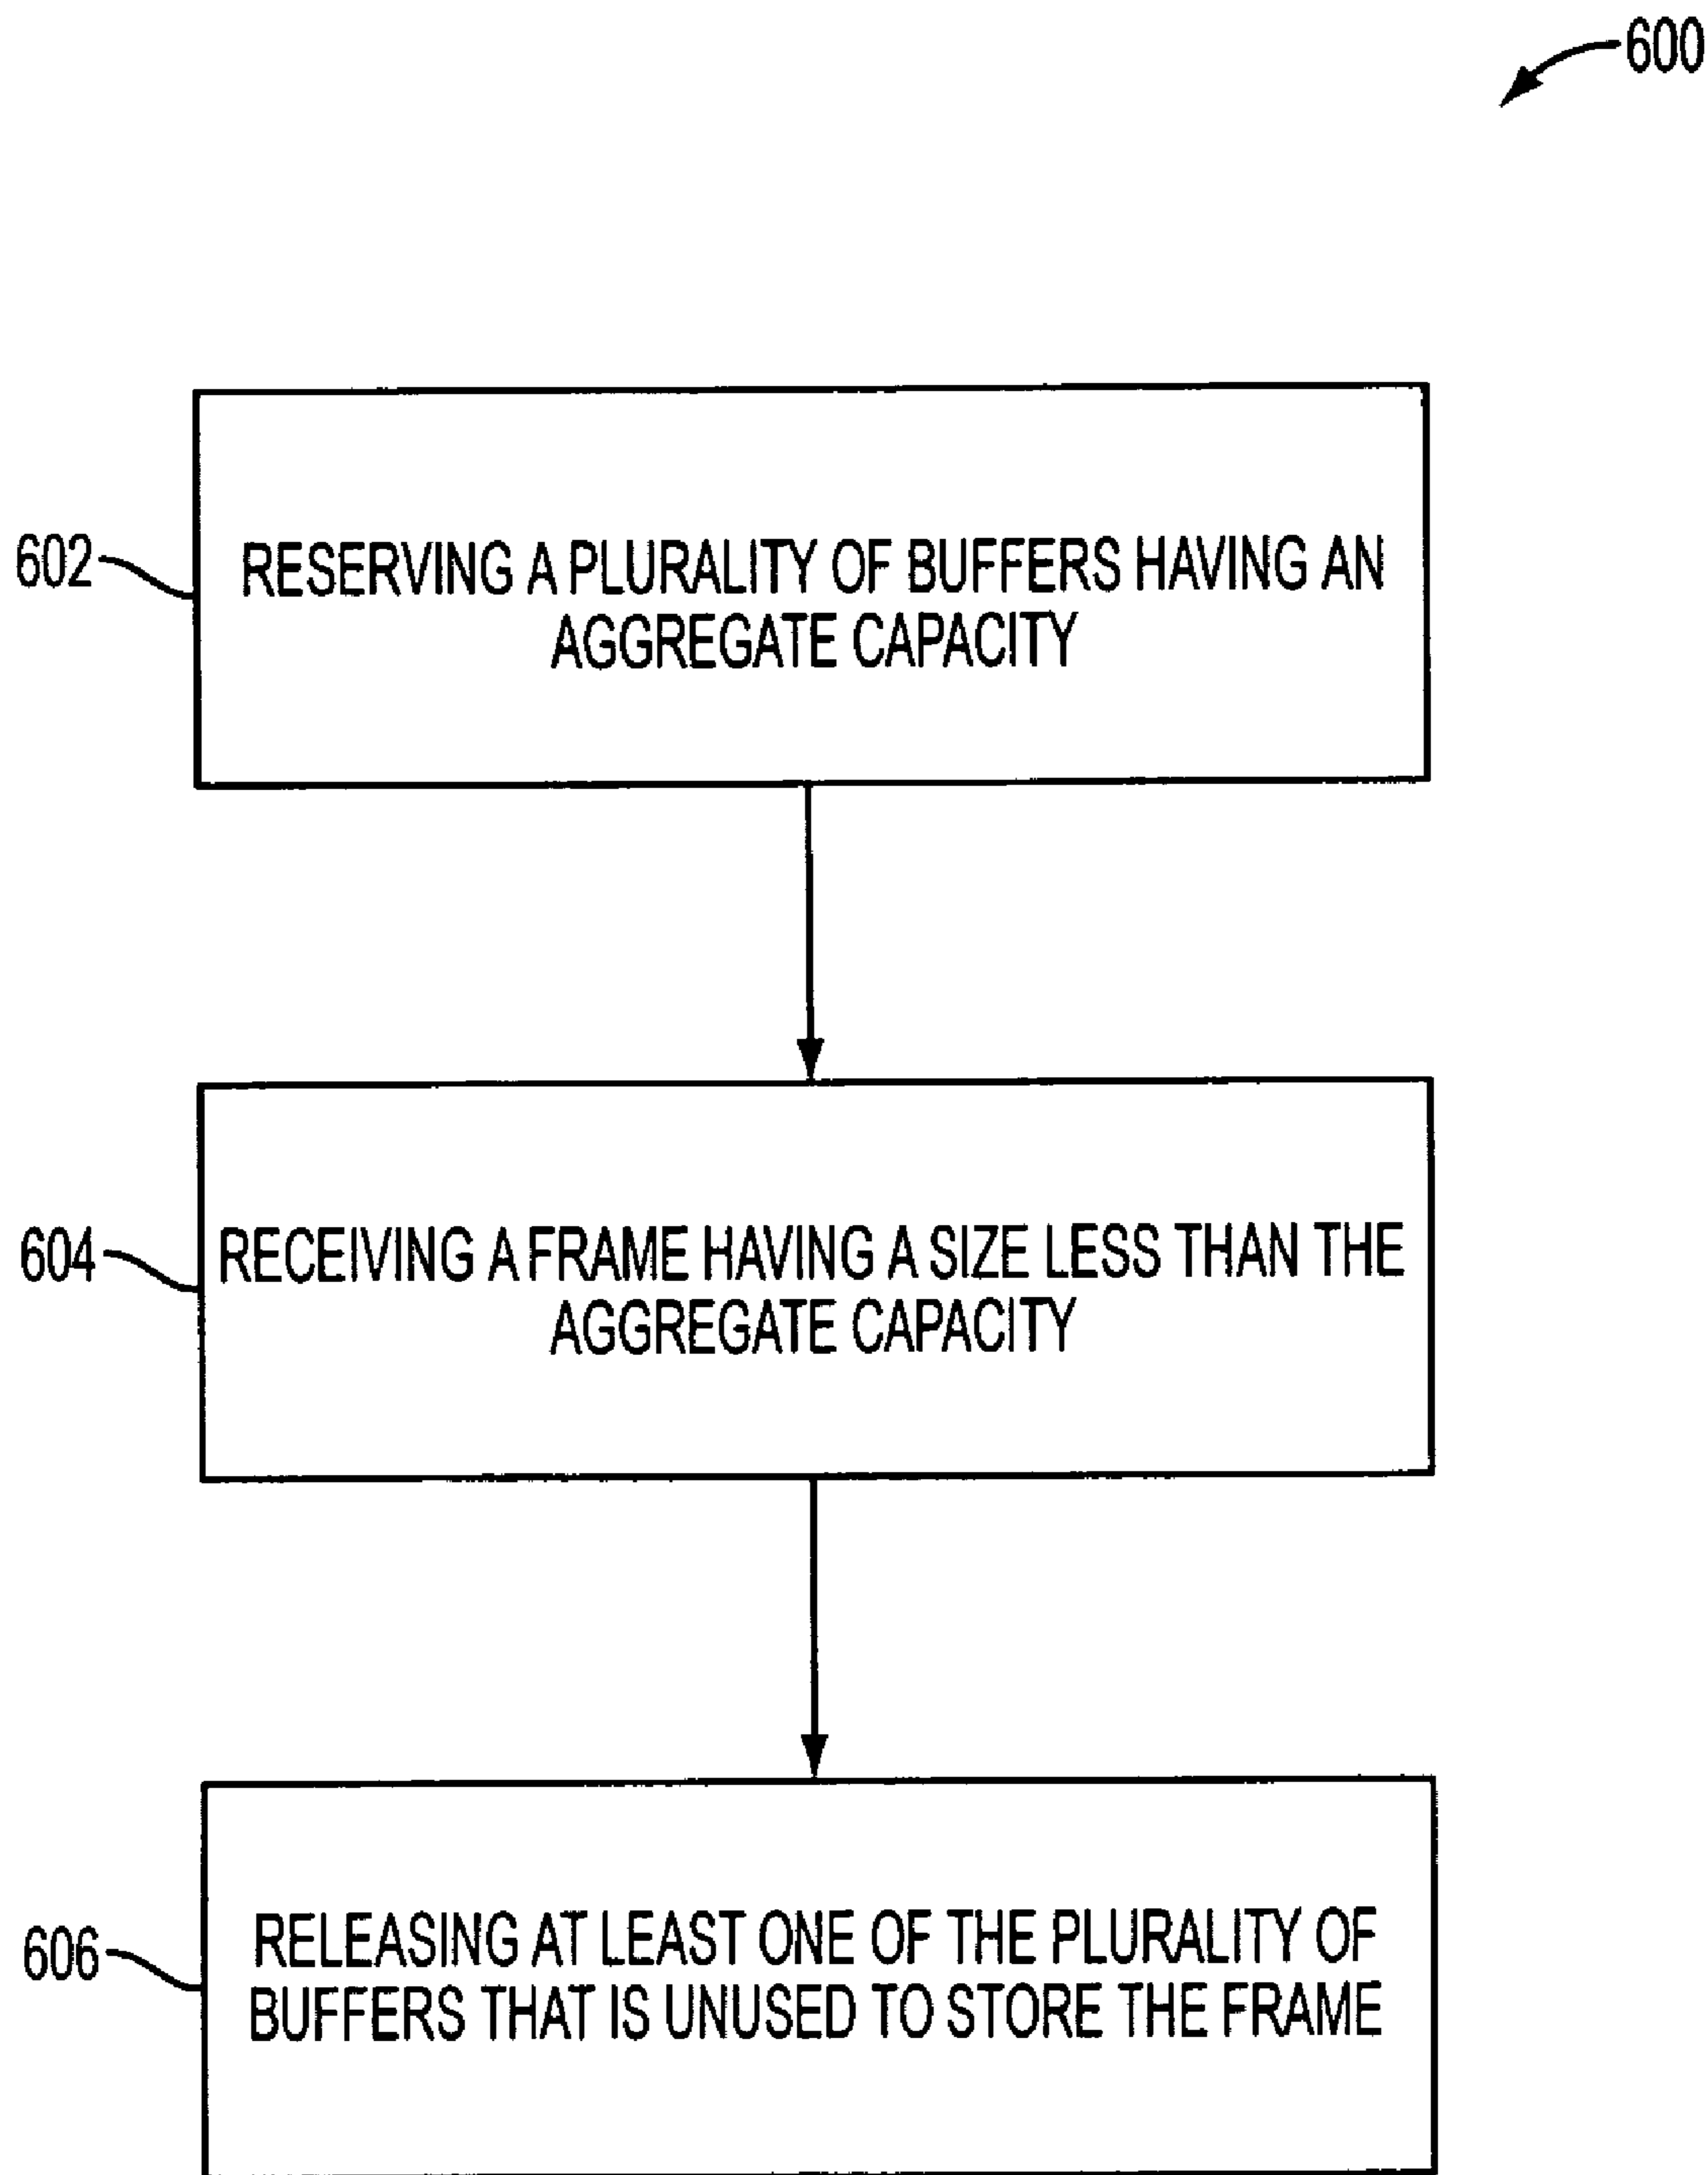 600
602
RESERVING A PLURALITY OF BUFFERS HAVING AN
AGGREGATE CAPACITY
604
RECEIVING A FRAME HAVING A SIZE LESS THAN THE
AGGREGATE CAPACITY
606
RELEASING AT LEAST ONE OF THE PLURALITY OF
BUFFERS THAT IS UNUSED TO STORE THE FRAME